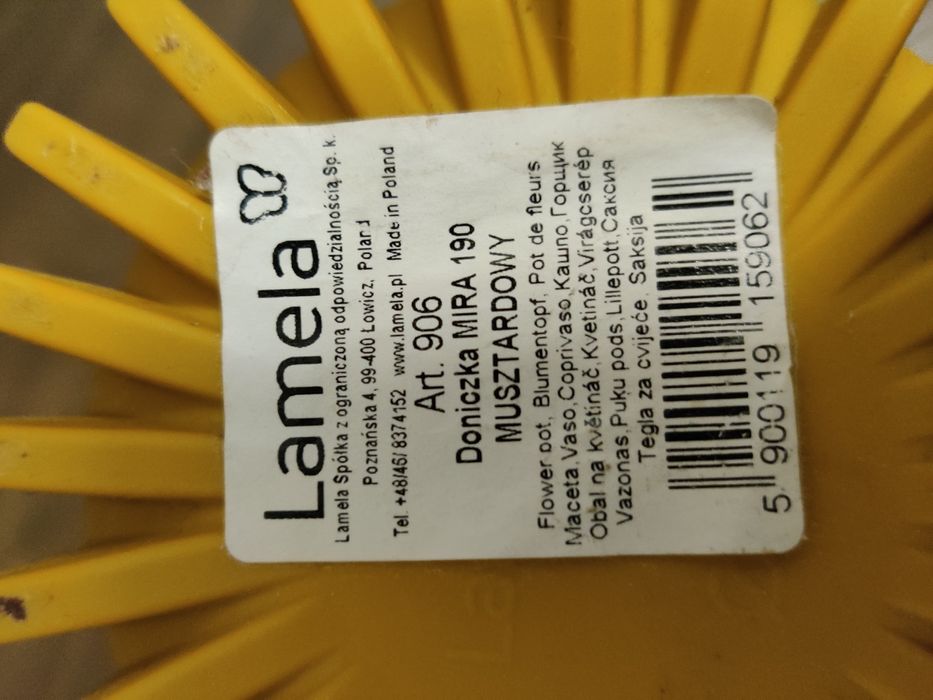 Lamela
Lamela Spółka z ograniczoną odpowiedzialnością Sp. k.
Poznańska 4, 99-400 Łowicz, Poland
Tel. +48/46/ 8374152 www.lamela.pl Made in Poland
Art. 906
Doniczka MIRA 190
MUSZTARDOWY
Flower pot, Blumentopf, Pot de fleurs
Maceta,Vaso,Coprivaso,Кашпо,Горщик
Obal na květináč,Kvetináč,Virágcserép
Vazonas,Puķu pods,Lillepott,Саксия
Tegla za cvijeće, Saksija
5 900119 159062